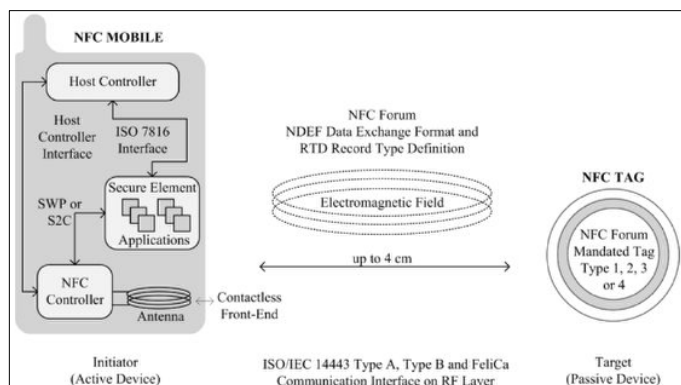 NFC MOBILE
Host Controller
Host
Controller
Interface
ISO 7816
Interface
Secure Element
Applications
SWP or
S2C
NFC
Controller
Antenna
Contactless
Front-End
Initiator
(Active Device)
NFC Forum
NDEF Data Exchange Format and
RTD Record Type Definition
Electromagnetic Field
up to 4 cm
ISO/IEC 14443 Type A, Type B and FeliCa
Communication Interface on RF Layer
NFC TAG
NFC Forum
Mandated Tag
Type 1, 2, 3
or 4
Target
(Passive Device)